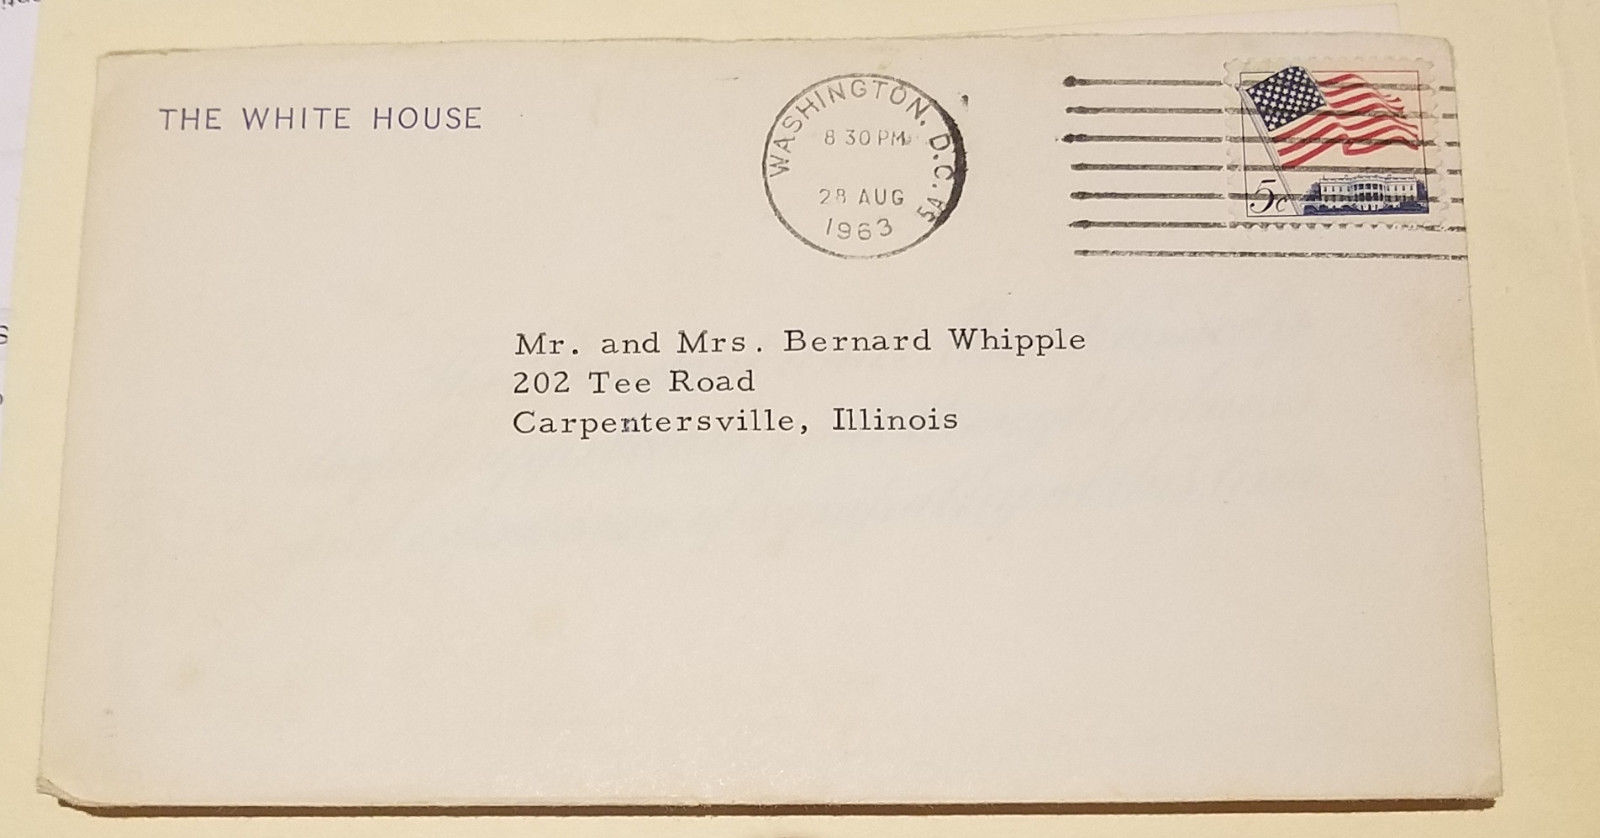 THE WHITE HOUSE
WASHINGTON, D.C. 5A
8 30 PM
28 AUG
1963
5c
Mr. and Mrs. Bernard Whipple
202 Tee Road
Carpentersville, Illinois